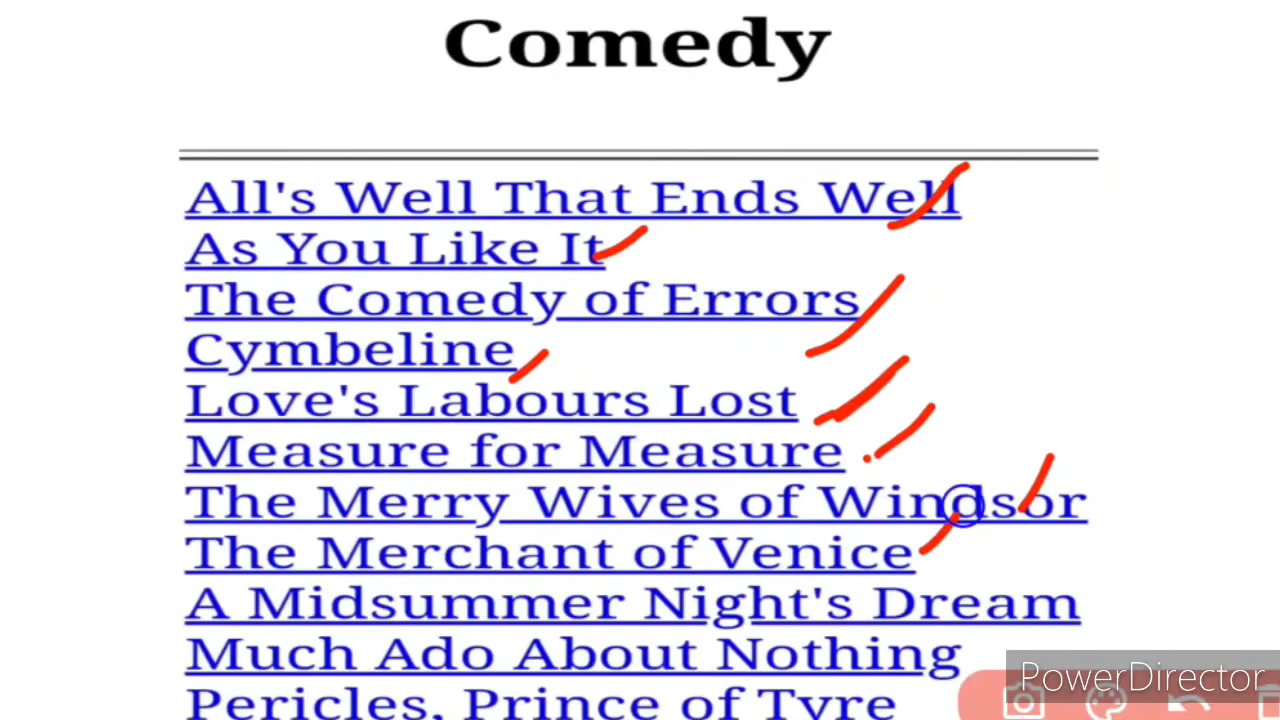 Comedy
All's Well That Ends Well
As You Like It
The Comedy of Errors
Cymbeline
Love's Labours Lost
Measure for Measure
The Merry Wives of Windsor
The Merchant of Venice
A Midsummer Night's Dream
Much Ado About Nothing
Pericles, Prince of Tyre
PowerDirector